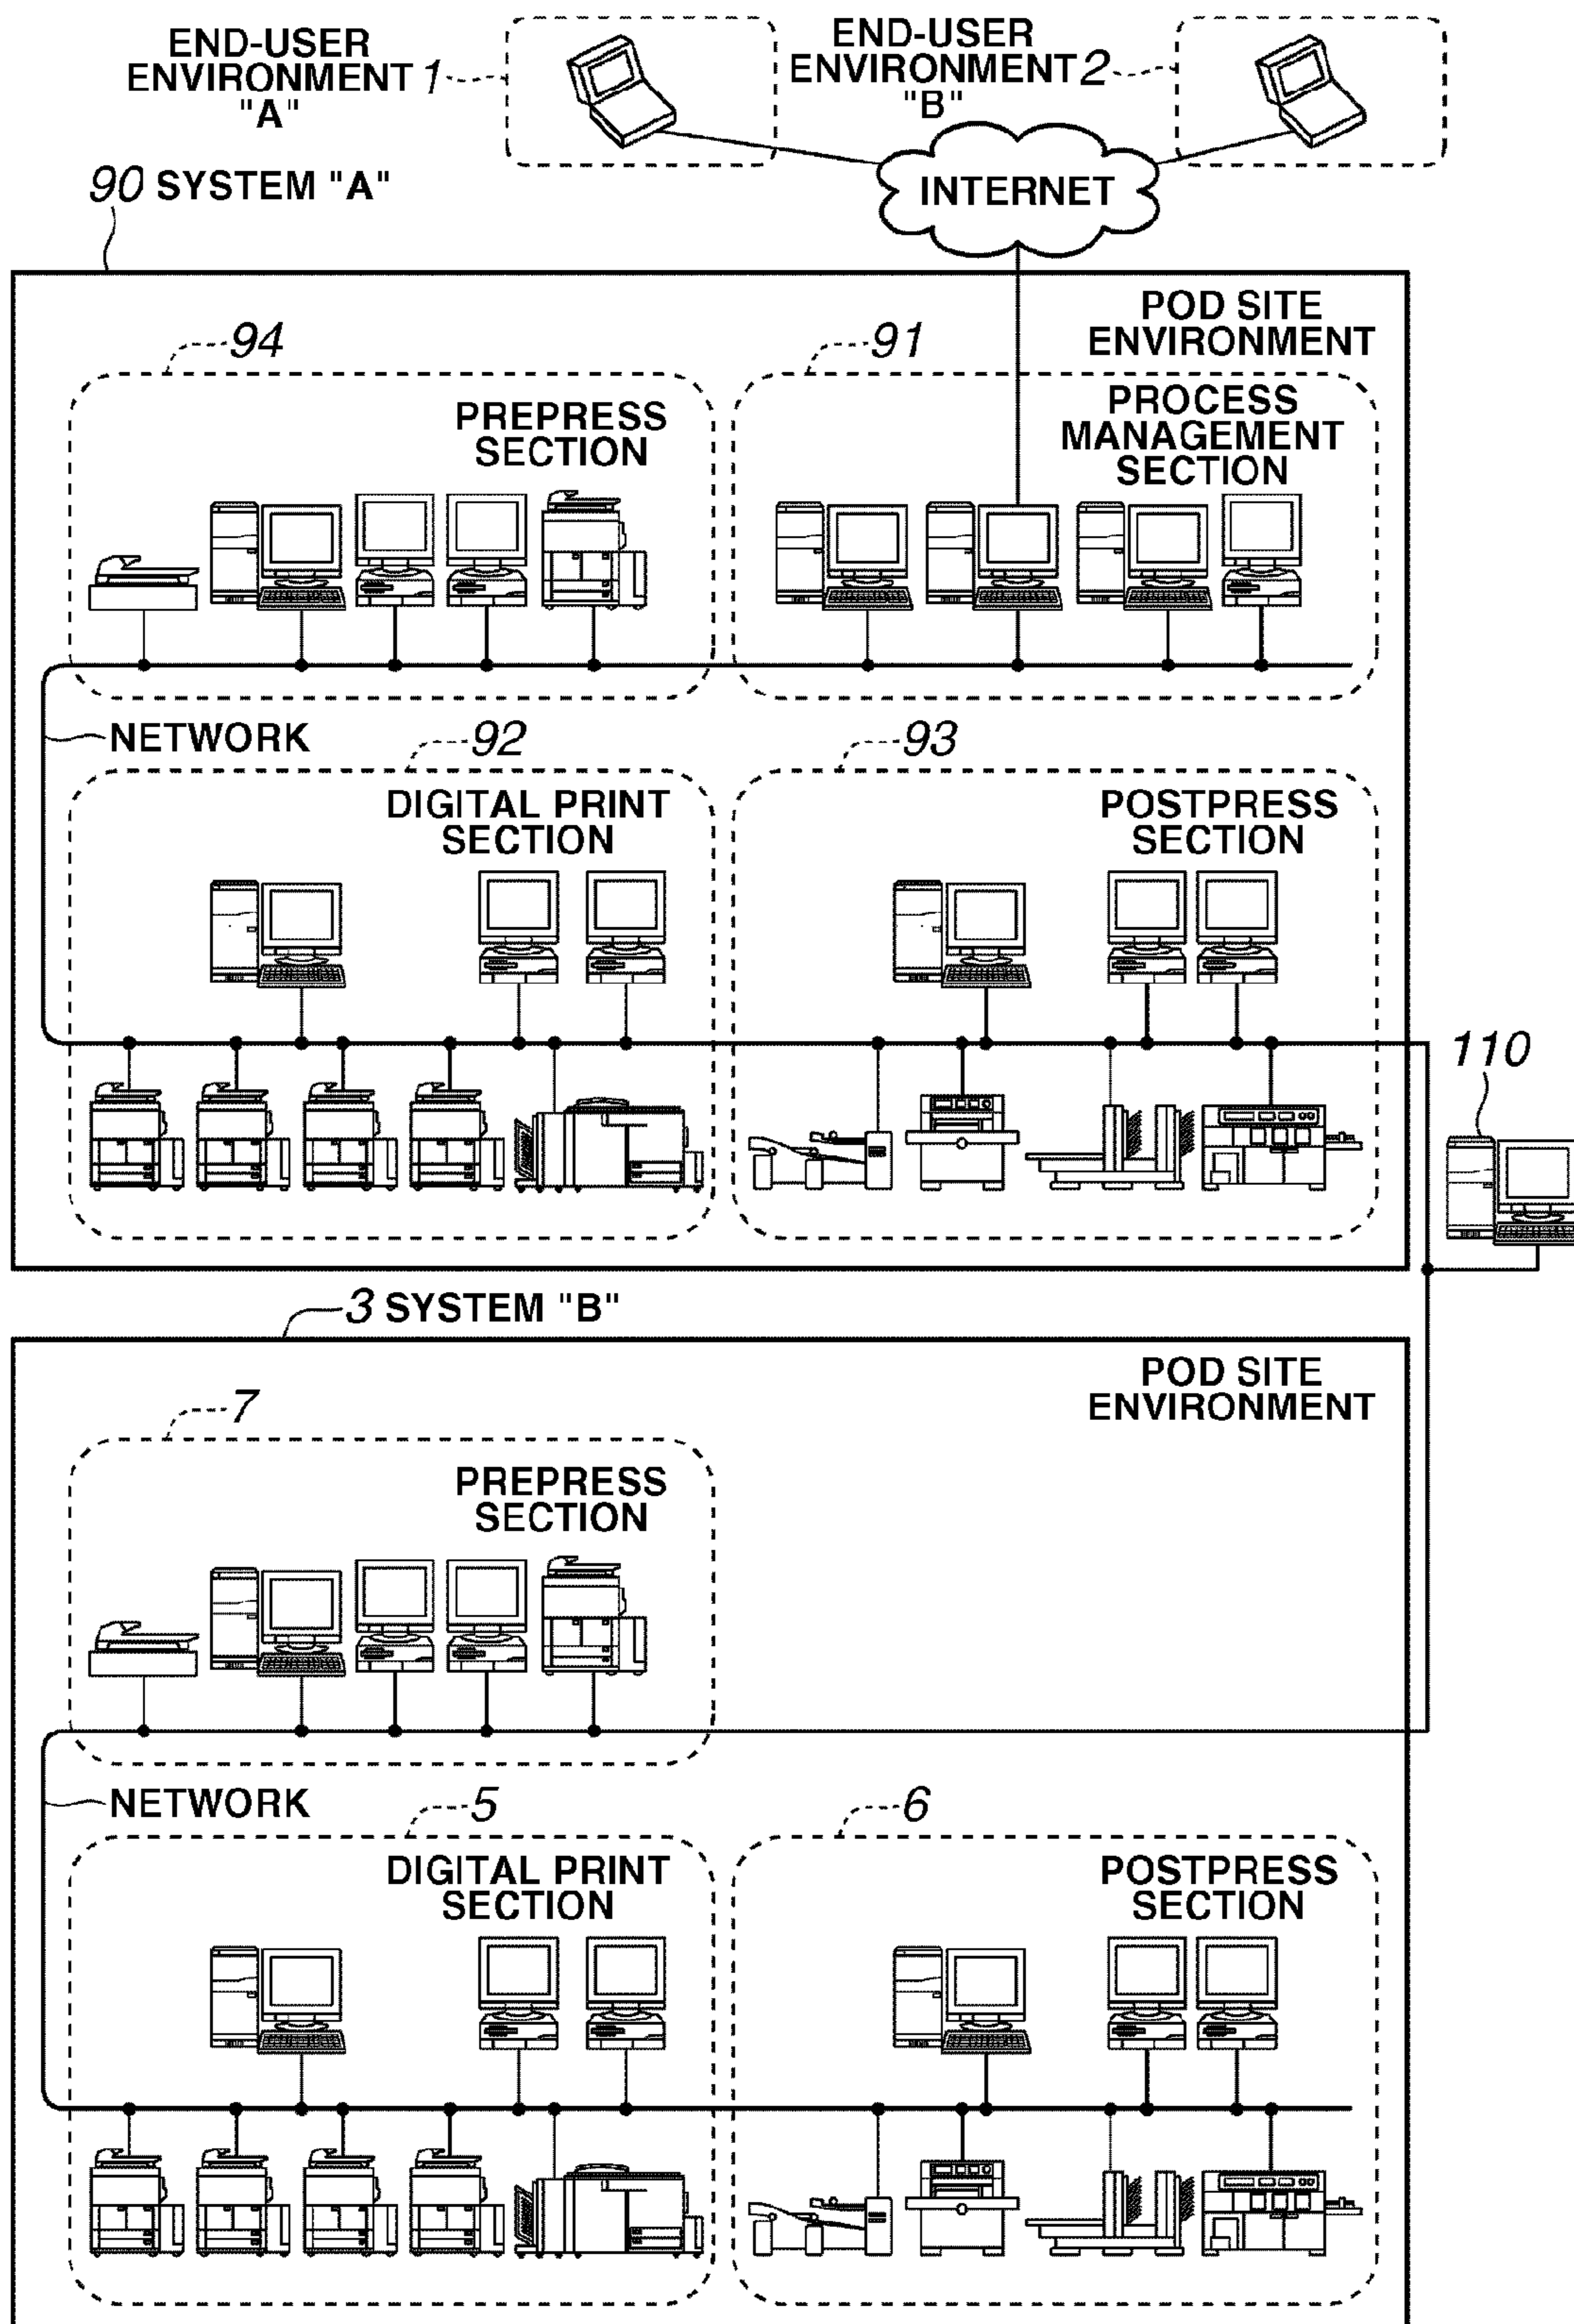 END-USER
ENVIRONMENT 1
"A"
END-USER
ENVIRONMENT 2
"B"
INTERNET
90 SYSTEM "A"
POD SITE
ENVIRONMENT
94
PREPRESS
SECTION
91
PROCESS
MANAGEMENT
SECTION
NETWORK
92
DIGITAL PRINT
SECTION
93
POSTPRESS
SECTION
110
3 SYSTEM "B"
POD SITE
ENVIRONMENT
7
PREPRESS
SECTION
NETWORK
5
DIGITAL PRINT
SECTION
6
POSTPRESS
SECTION